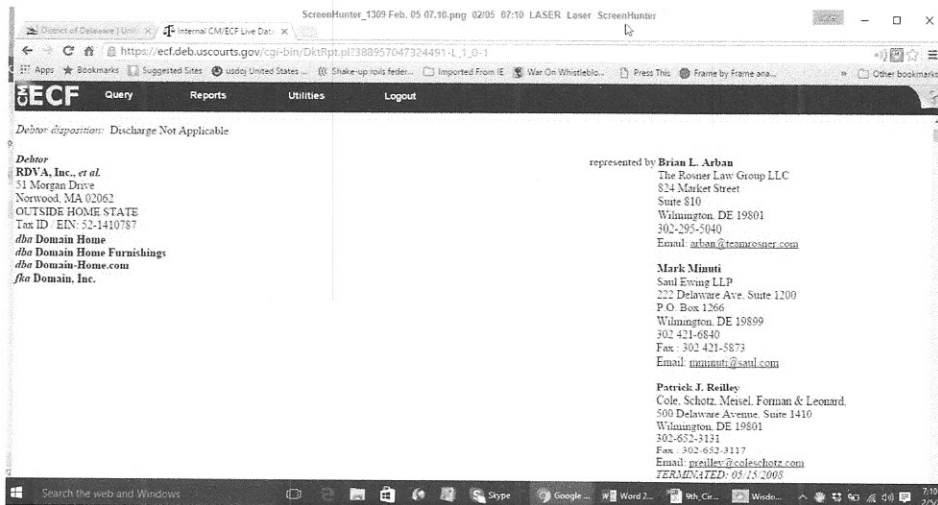 ScreenHunter_1309 Feb. 05 07.10.png 02/05 07:10 LASER Laser ScreenHunter
District of Delaware | Unit
Internal CM/ECF Live Dat
https://ecf.deb.uscourts.gov/cgi-bin/DktRpt.pl?388957047324491-L_1_0-1
Apps Bookmarks Suggested Sites usdoj United States ... Shake-up roils feder... Imported From IE War On Whistleblo... Press This Frame by Frame ana... » Other bookmarks
CM ECF Query Reports Utilities Logout ?
Debtor disposition: Discharge Not Applicable
Debtor
RDVA, Inc., et al.
51 Morgan Drive
Norwood, MA 02062
OUTSIDE HOME STATE
Tax ID / EIN: 52-1410787
dba Domain Home
dba Domain Home Furnishings
dba Domain-Home.com
fka Domain, Inc.
represented by Brian L. Arban
The Rosner Law Group LLC
824 Market Street
Suite 810
Wilmington, DE 19801
302-295-5040
Email: arban@teamrosner.com
Mark Minuti
Saul Ewing LLP
222 Delaware Ave, Suite 1200
P.O. Box 1266
Wilmington, DE 19899
302 421-6840
Fax : 302 421-5873
Email: mminuti@saul.com
Patrick J. Reilley
Cole, Schotz, Meisel, Forman & Leonard,
500 Delaware Avenue, Suite 1410
Wilmington, DE 19801
302-652-3131
Fax : 302-652-3117
Email: preilley@coleschotz.com
TERMINATED: 05/15/2008
Search the web and Windows Skype Google ... Word 2... 9th_Cir... Windo... 7:10
2/5/